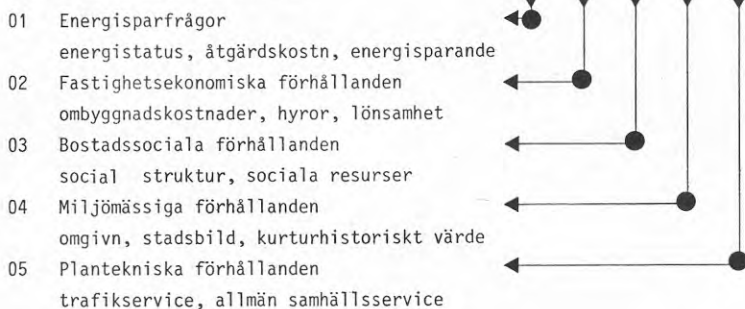 01 Energisparfrågor
energistatus, åtgärdskostn, energisparande
02 Fastighetsekonomiska förhållanden
ombyggnadskostnader, hyror, lönsamhet
03 Bostadssociala förhållanden
social struktur, sociala resurser
04 Miljömässiga förhållanden
omgivn, stadsbild, kurturhistoriskt värde
05 Plantekniska förhållanden
trafikservice, allmän samhällsservice